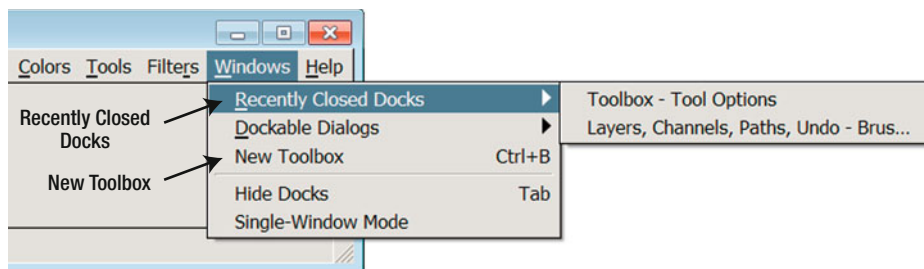 Colors Tools Filters Windows Help
Recently Closed Docks
Toolbox - Tool Options
Dockable Dialogs
Layers, Channels, Paths, Undo - Brus...
New Toolbox Ctrl+B
Hide Docks Tab
Single-Window Mode
Recently Closed
Docks
New Toolbox